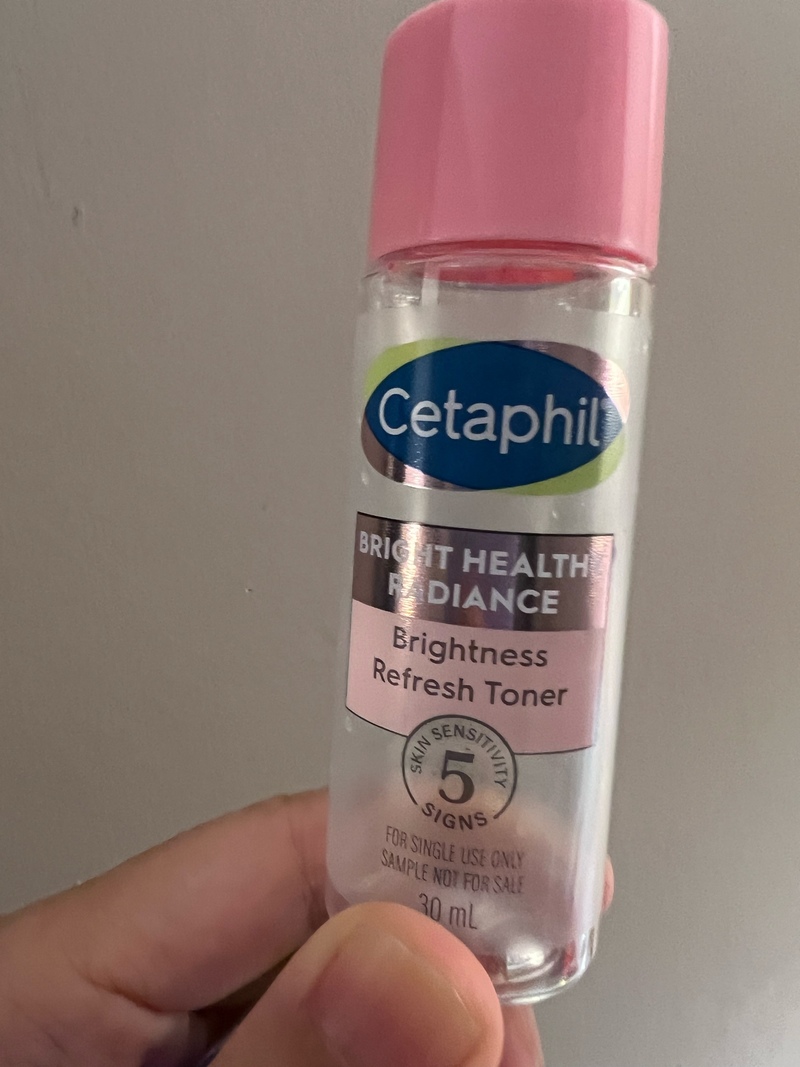 Cetaphil
BRIGHT HEALTHY
RADIANCE
Brightness
Refresh Toner
SKIN SENSITIVITY
5
SIGNS
FOR SINGLE USE ONLY
SAMPLE NOT FOR SALE
30 mL